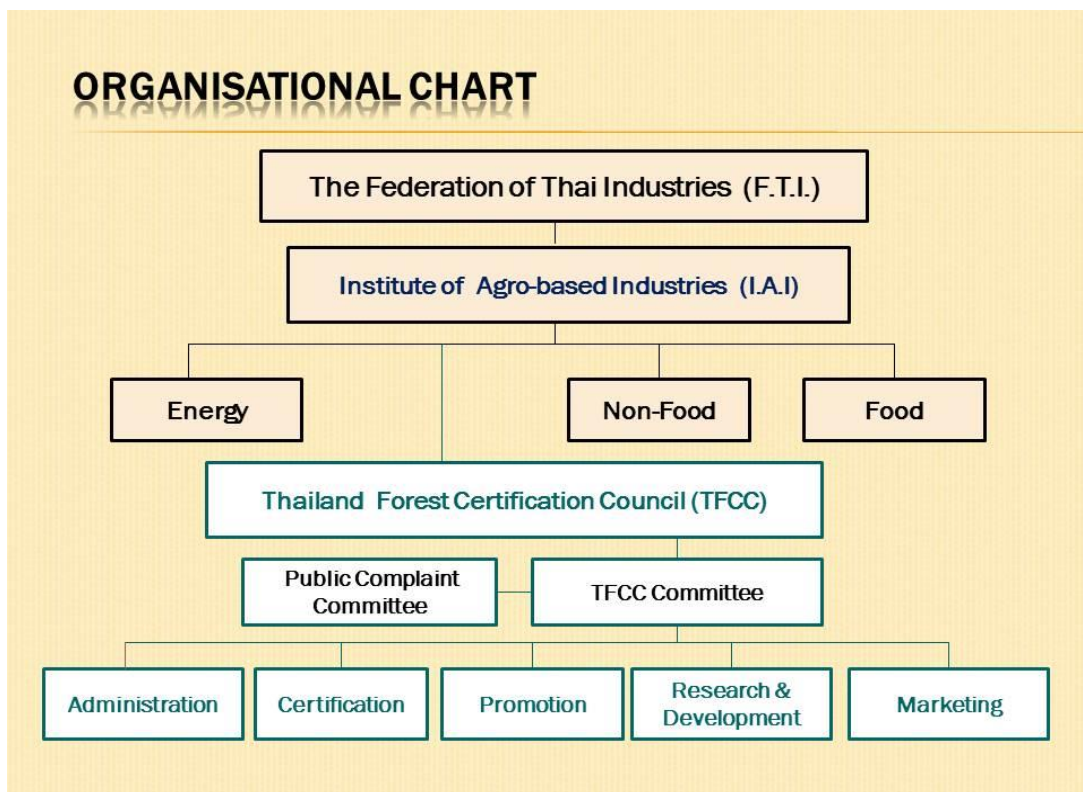 ORGANISATIONAL CHART
The Federation of Thai Industries (F.T.I.)
Institute of Agro-based Industries (I.A.I)
Energy
Non-Food
Food
Thailand Forest Certification Council (TFCC)
Public Complaint
Committee
TFCC Committee
Administration
Certification
Promotion
Research &
Development
Marketing